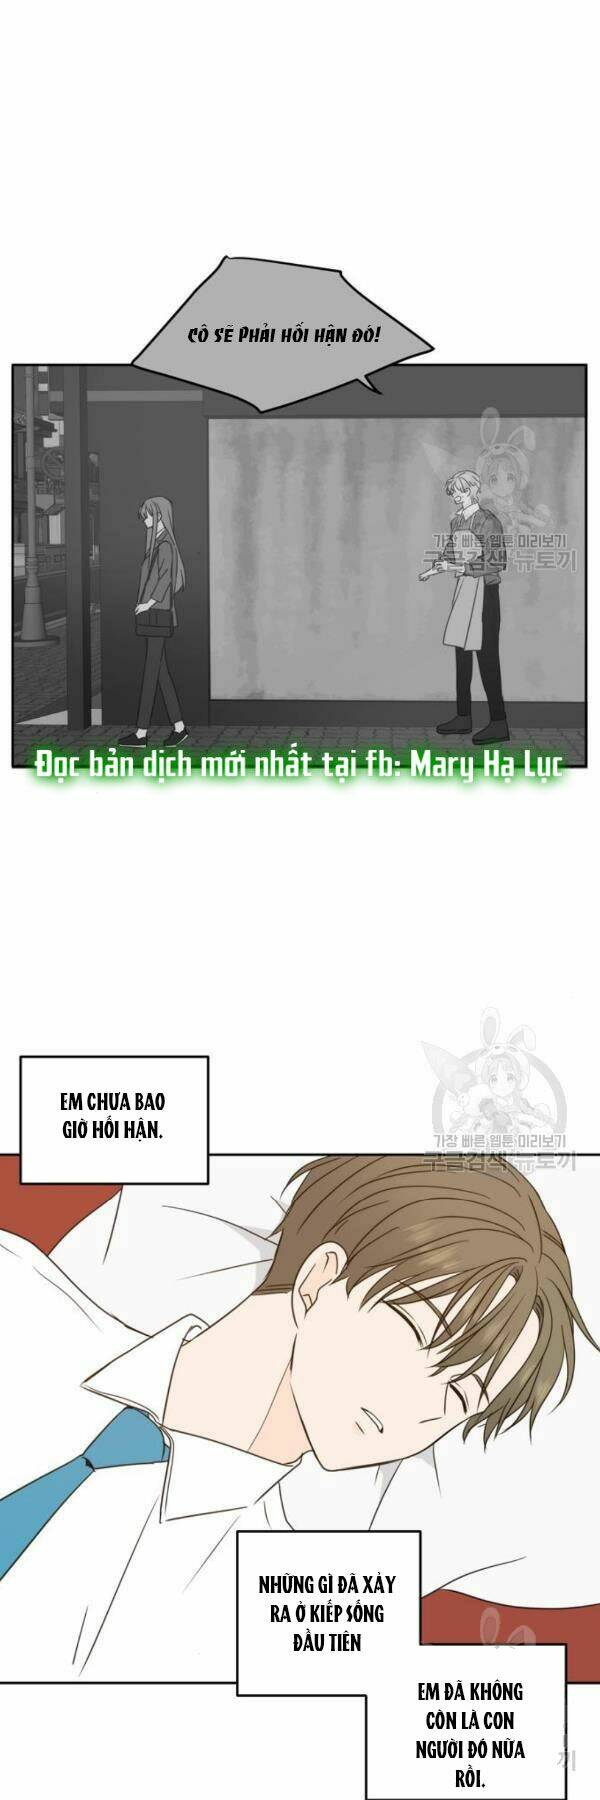 CÔ SẼ PHẢI HỐI HẬN ĐÓ!
가장 빠른 웹툰 미리보기
구글검색 뉴토끼
Đọc bản dịch mới nhất tại fb: Mary Hạ Lục
EM CHƯA BAO
GIỜ HỐI HẬN.
가장 빠른 웹툰 미리보기
구글검색 뉴토끼
NHỮNG GÌ ĐÃ XẢY
RA Ở KIẾP SỐNG
ĐẦU TIÊN
EM ĐÃ KHÔNG
CÒN LÀ CON
NGƯỜI ĐÓ NỮA
RỒI.